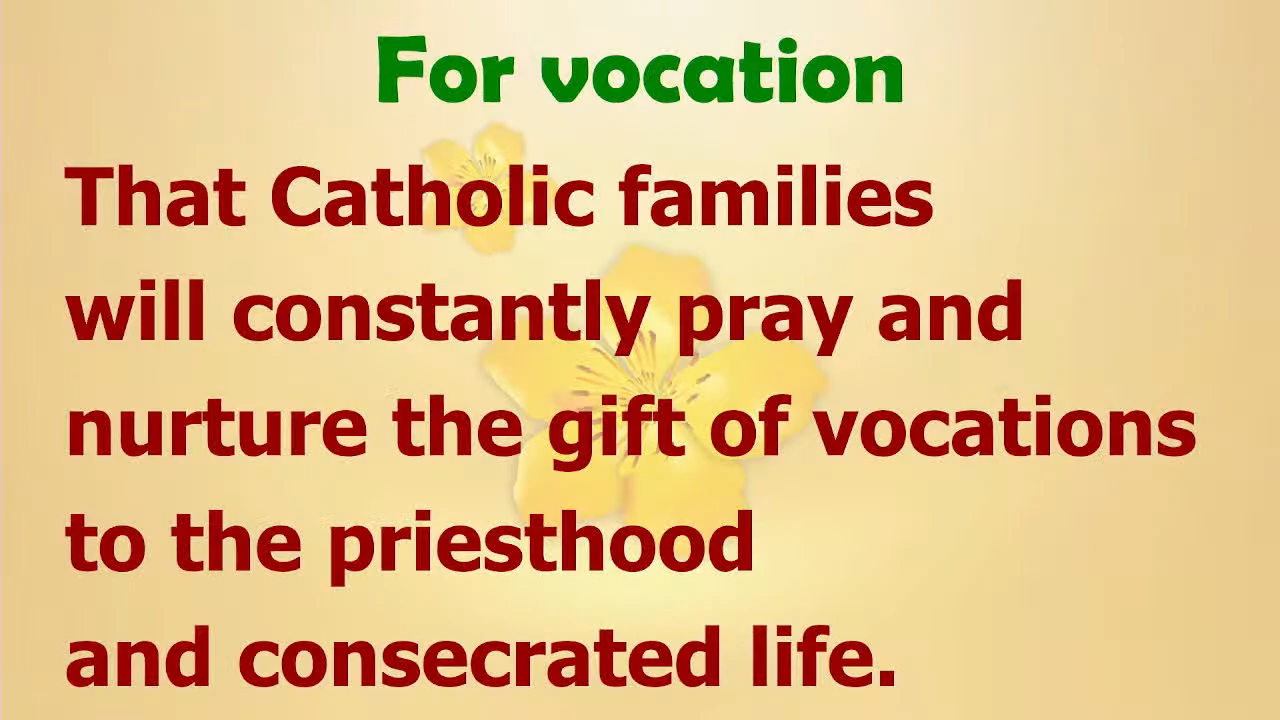 For vocation
That Catholic families
will constantly pray and
nurture the gift of vocations
to the priesthood
and consecrated life.